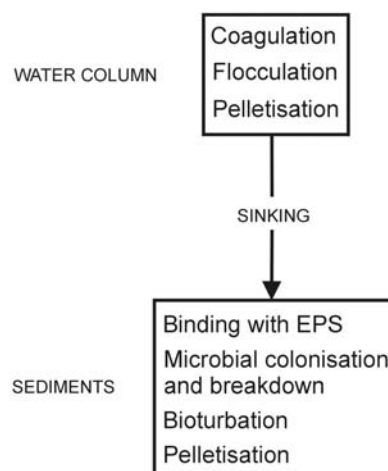 WATER COLUMN
Coagulation
Flocculation
Pelletisation
SINKING
SEDIMENTS
Binding with EPS
Microbial colonisation
and breakdown
Bioturbation
Pelletisation